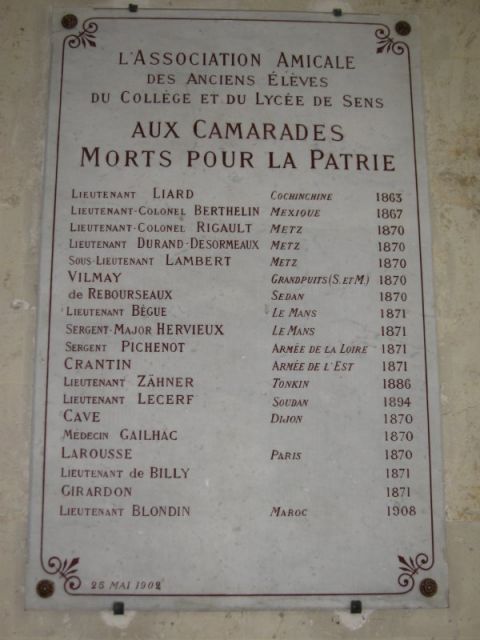 L'ASSOCIATION AMICALE
DES ANCIENS ÉLÈVES
DU COLLÈGE ET DU LYCÉE DE SENS
AUX CAMARADES
MORTS POUR LA PATRIE
LIEUTENANT LIARD COCHINCHINE 1863
LIEUTENANT-COLONEL BERTHELIN MEXIQUE 1867
LIEUTENANT-COLONEL RIGAULT METZ 1870
LIEUTENANT DURAND-DESORMEAUX METZ 1870
SOUS-LIEUTENANT LAMBERT METZ 1870
VILMAY GRANDPUITS (S. ET M.) 1870
de REBOURSEAUX SEDAN 1870
LIEUTENANT BÈGUE LE MANS 1871
SERGENT-MAJOR HERVIEUX LE MANS 1871
SERGENT PICHENOT ARMÉE DE LA LOIRE 1871
CRANTIN ARMÉE DE L'EST 1871
LIEUTENANT ZÄHNER TONKIN 1886
LIEUTENANT LECERF SOUDAN 1894
CAVE DIJON 1870
MÉDECIN GAILHAC 1870
LAROUSSE PARIS 1870
LIEUTENANT de BILLY 1871
GIRARDON 1871
LIEUTENANT BLONDIN MAROC 1908
25 MAI 1902